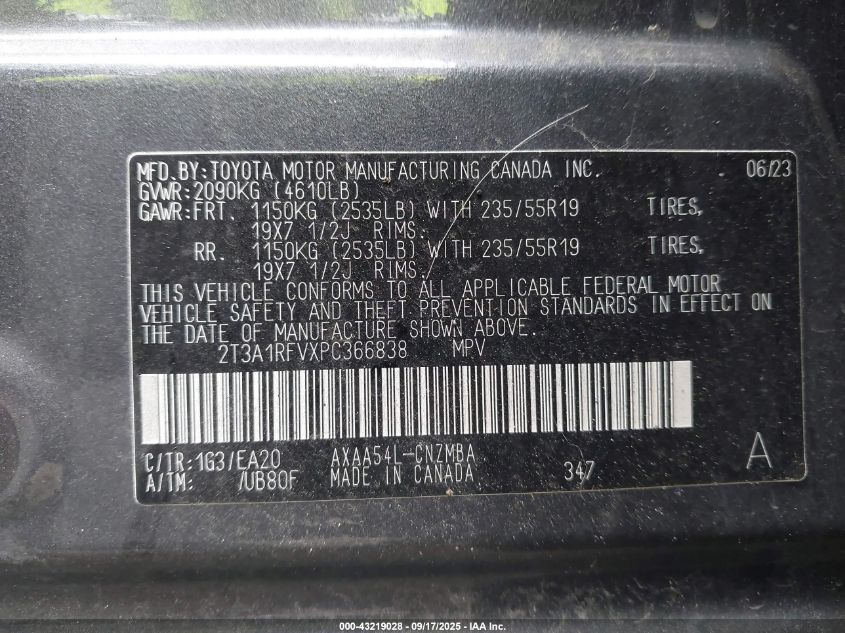 MFD.BY:TOYOTA MOTOR MANUFACTURING CANADA INC. 06/23
GVWR:2090KG (4610LB)
GAWR:FRT. 1150KG (2535LB) WITH 235/55R19 TIRES,
19X7 1/2J RIMS.
RR. 1150KG (2535LB) WITH 235/55R19 TIRES,
19X7 1/2J RIMS.
THIS VEHICLE CONFORMS TO ALL APPLICABLE FEDERAL MOTOR
VEHICLE SAFETY AND THEFT PREVENTION STANDARDS IN EFFECT ON
THE DATE OF MANUFACTURE SHOWN ABOVE.
2T3A1RFVXPC366838 MPV
C/TR:1G3/EA20 AXAA54L-CNZMBA A
A/TM: /UB80F MADE IN CANADA 347
000-43219028 - 09/17/2025 - IAA Inc.